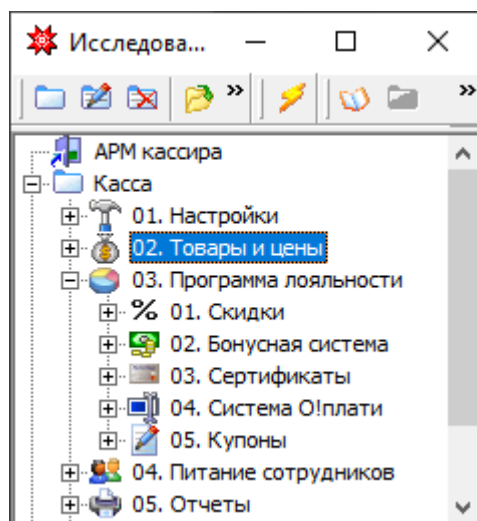 Исследова...
АРМ кассира
Касса
01. Настройки
02. Товары и цены
03. Программа лояльности
% 01. Скидки
02. Бонусная система
03. Сертификаты
04. Система О!плати
05. Купоны
04. Питание сотрудников
05. Отчеты